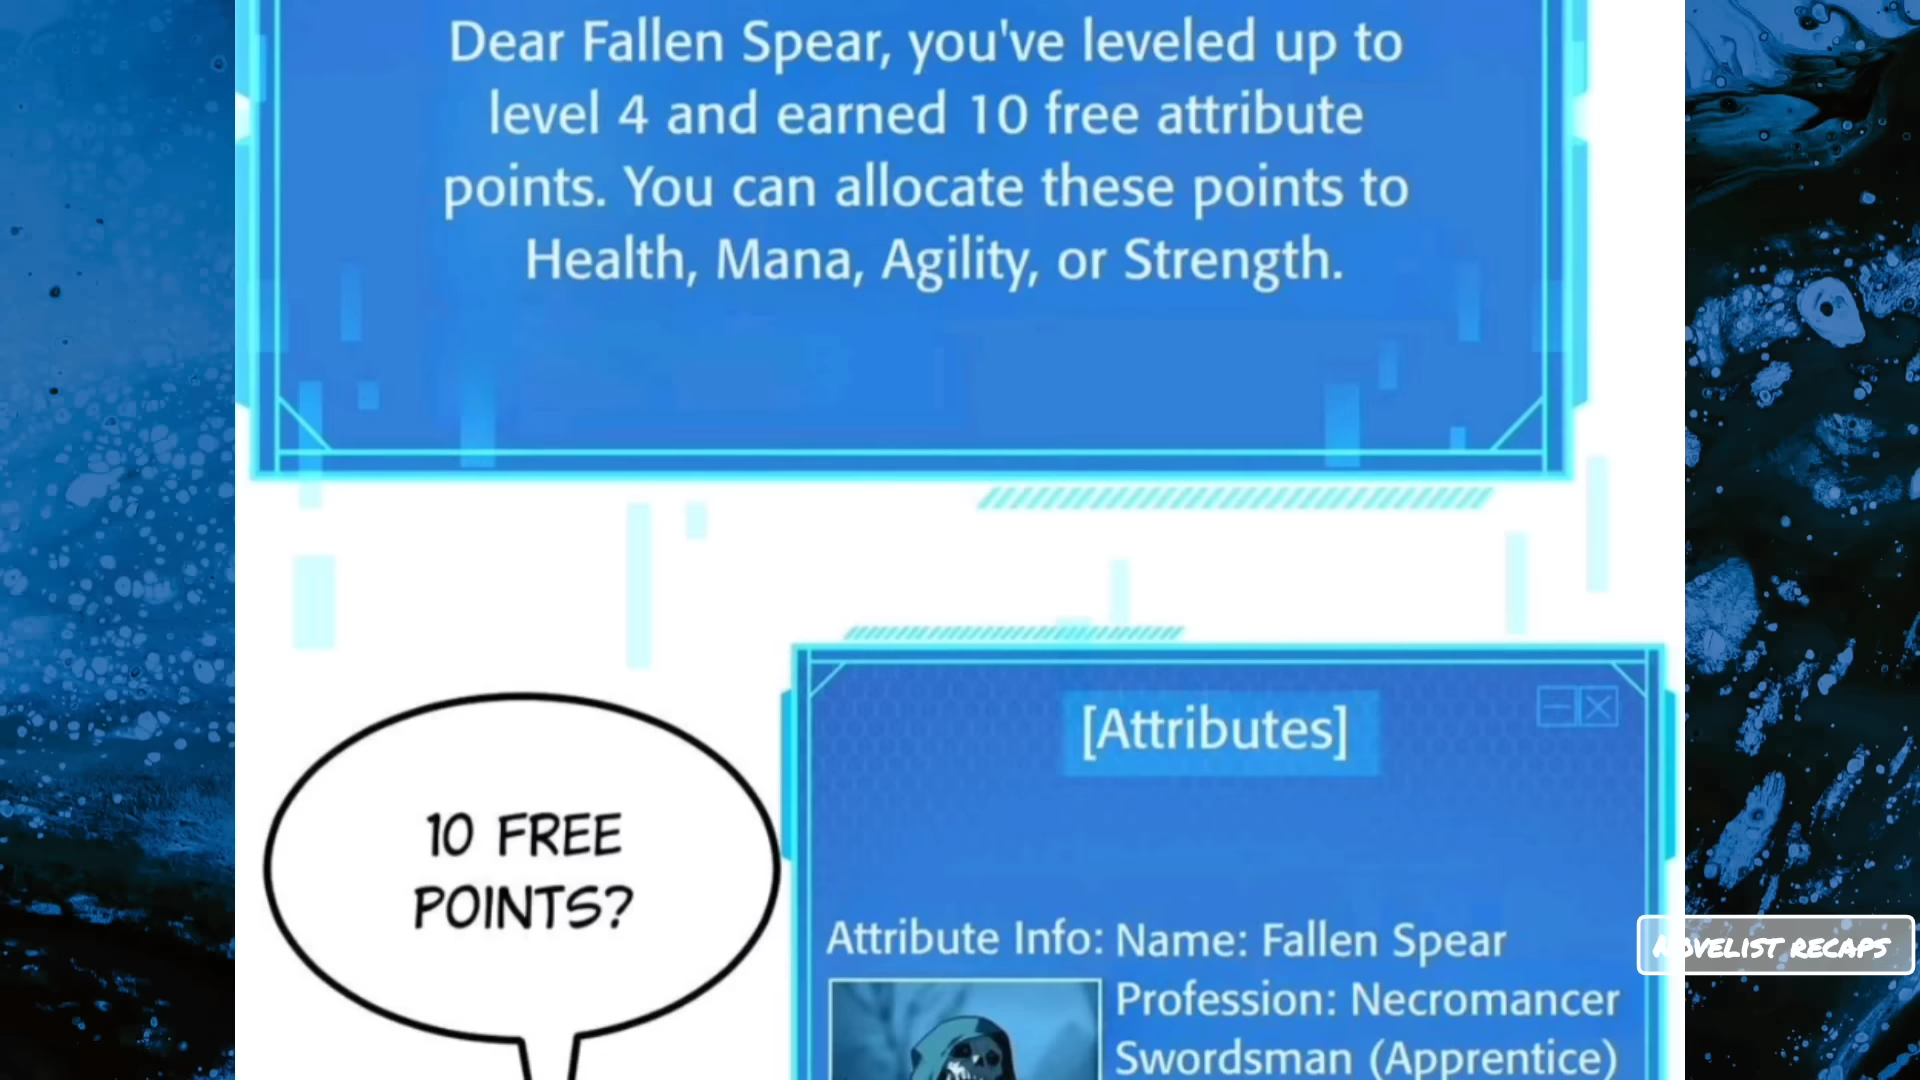 Dear Fallen Spear, you've leveled up to
level 4 and earned 10 free attribute
points. You can allocate these points to
Health, Mana, Agility, or Strength.
10 FREE
POINTS?
[Attributes]
Attribute Info:
Name: Fallen Spear
Profession: Necromancer
Swordsman (Apprentice)
NOVELIST RECAPS